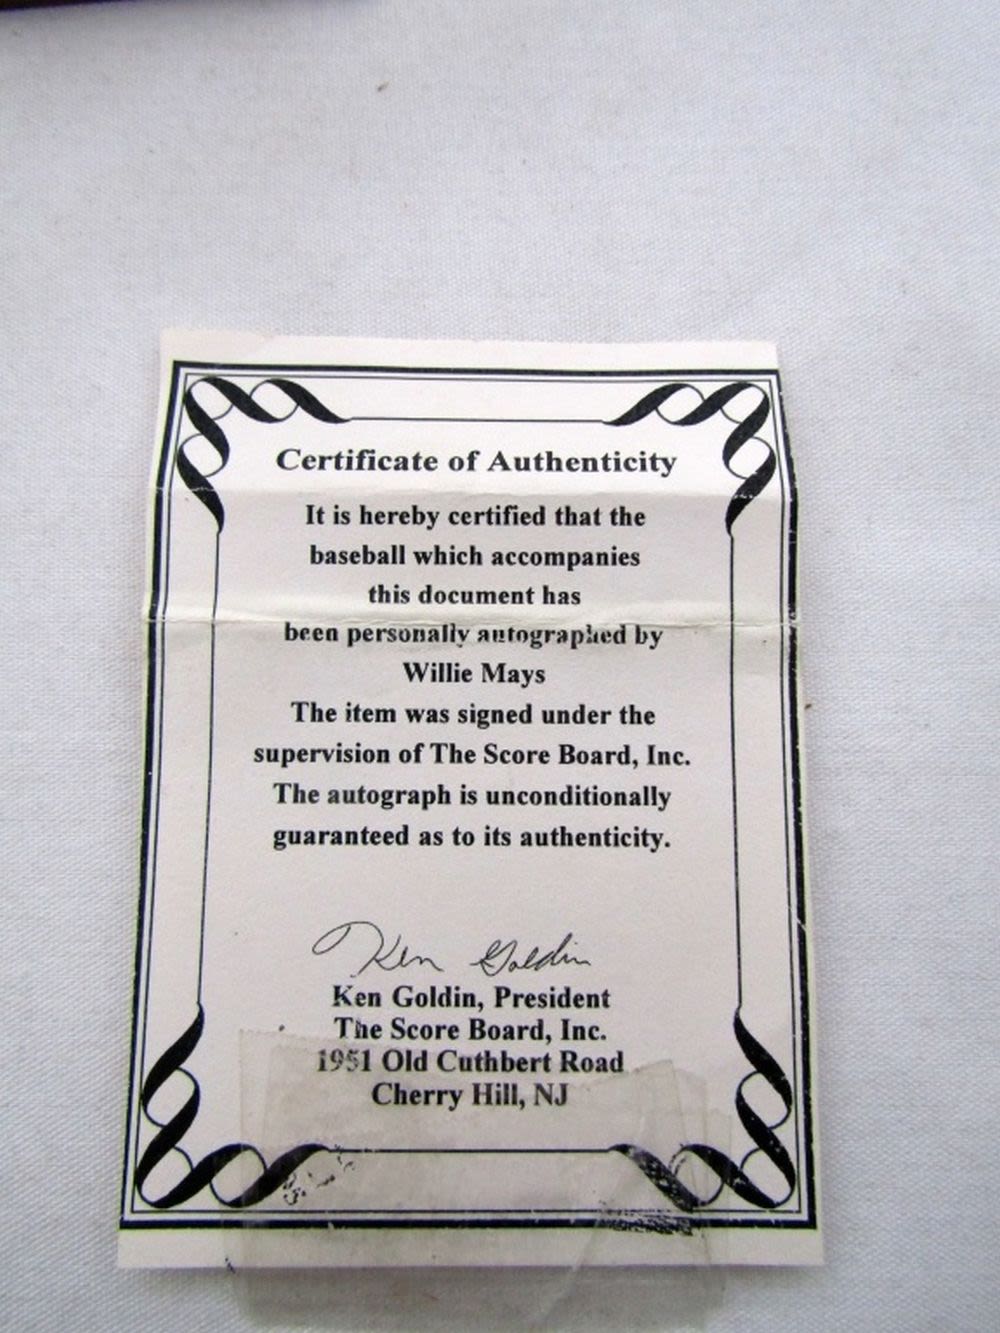 Certificate of Authenticity
It is hereby certified that the
baseball which accompanies
this document has
been personally autographed by
Willie Mays
The item was signed under the
supervision of The Score Board, Inc.
The autograph is unconditionally
guaranteed as to its authenticity.
Ken Goldin
Ken Goldin, President
The Score Board, Inc.
1951 Old Cuthbert Road
Cherry Hill, NJ